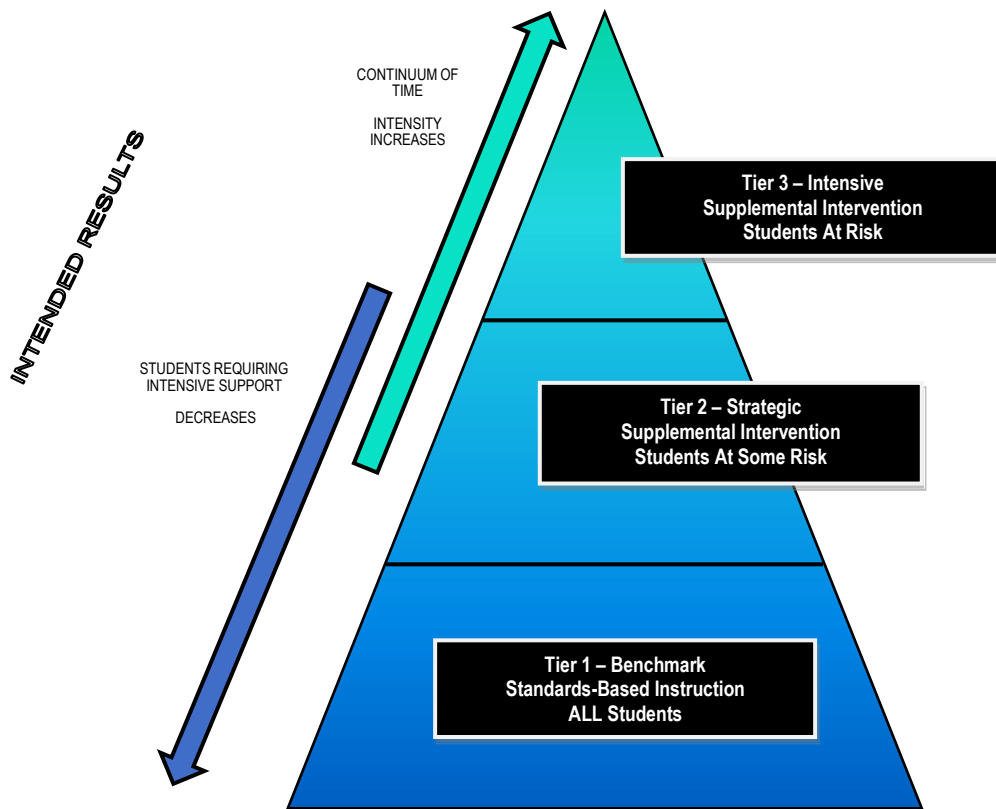 CONTINUUM OF
TIME
INTENSITY
INCREASES
INTENDED RESULTS
STUDENTS REQUIRING
INTENSIVE SUPPORT
DECREASES
Tier 3 – Intensive
Supplemental Intervention
Students At Risk
Tier 2 – Strategic
Supplemental Intervention
Students At Some Risk
Tier 1 – Benchmark
Standards-Based Instruction
ALL Students